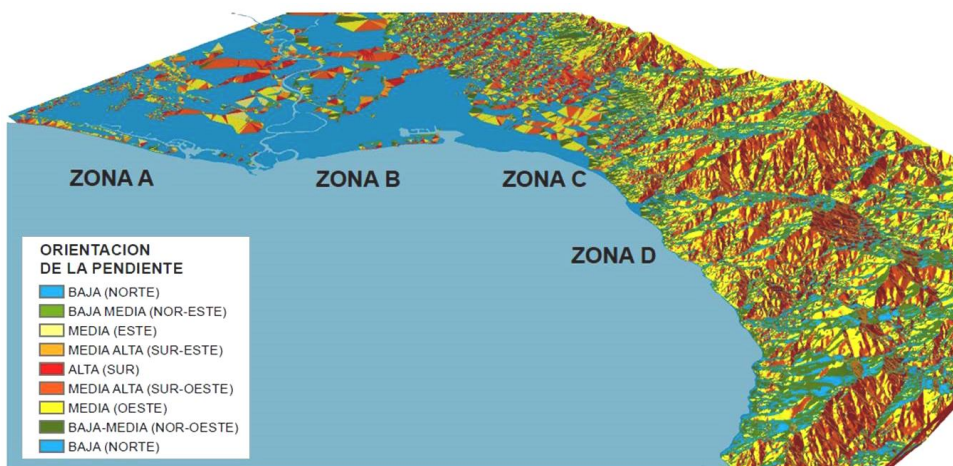 ZONA A
ZONA B
ZONA C
ZONA D
ORIENTACION
DE LA PENDIENTE
BAJA (NORTE)
BAJA MEDIA (NOR-ESTE)
MEDIA (ESTE)
MEDIA ALTA (SUR-ESTE)
ALTA (SUR)
MEDIA ALTA (SUR-OESTE)
MEDIA (OESTE)
BAJA-MEDIA (NOR-OESTE)
BAJA (NORTE)